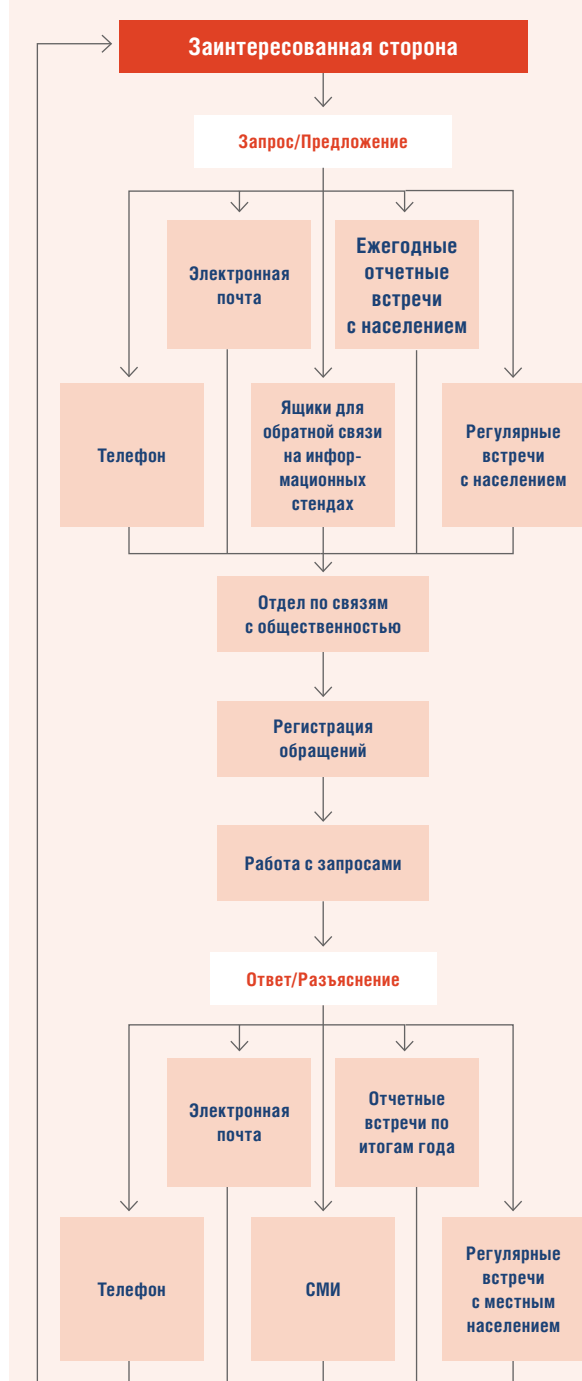 Заинтересованная сторона
Запрос/Предложение
Электронная
почта
Ежегодные
отчетные
встречи
с населением
Телефон
Ящики для
обратной связи
на инфор-
мационных
стендах
Регулярные
встречи
с населением
Отдел по связям
с общественностью
Регистрация
обращений
Работа с запросами
Ответ/Разъяснение
Электронная
почта
Отчетные
встречи по
итогам года
Телефон
СМИ
Регулярные
встречи
с местным
населением